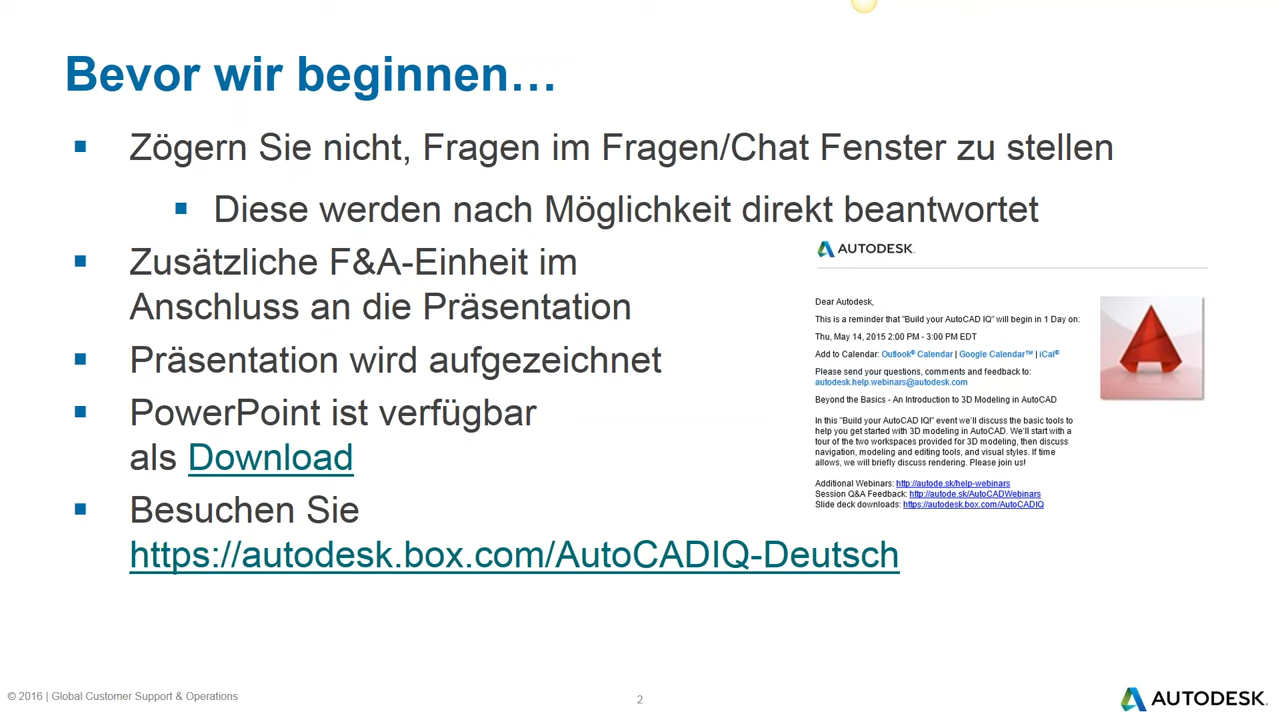 Bevor wir beginnen…
Zögern Sie nicht, Fragen im Fragen/Chat Fenster zu stellen
Diese werden nach Möglichkeit direkt beantwortet
Zusätzliche F&A-Einheit im
Anschluss an die Präsentation
Präsentation wird aufgezeichnet
PowerPoint ist verfügbar
als Download
Besuchen Sie
https://autodesk.box.com/AutoCADIQ-Deutsch
AUTODESK.
Dear Autodesk,
This is a reminder that "Build your AutoCAD IQ" will begin in 1 Day on:
Thu, May 14, 2015 2:00 PM - 3:00 PM EDT
Add to Calendar: Outlook® Calendar | Google Calendar™ | iCal®
Please send your questions, comments and feedback to:
autodesk.help.webinars@autodesk.com
Beyond the Basics - An Introduction to 3D Modeling in AutoCAD
In this "Build your AutoCAD IQ!" event we'll discuss the basic tools to
help you get started with 3D modeling in AutoCAD. We'll start with a
tour of the two workspaces provided for 3D modeling, then discuss
navigation, modeling and editing tools, and visual styles. If time
allows, we will briefly discuss rendering. Please join us!
Additional Webinars: http://autode.sk/help-webinars
Session Q&A Feedback: http://autode.sk/AutoCADWebinars
Slide deck downloads: https://autodesk.box.com/AutoCADIQ
© 2016 | Global Customer Support & Operations
2
AUTODESK.